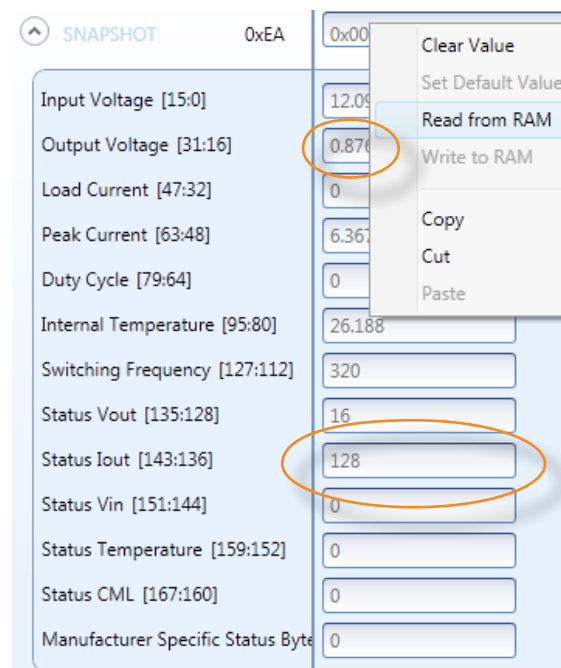 SNAPSHOT 0xEA 0x00
Clear Value
Set Default Value
Read from RAM
Write to RAM
Copy
Cut
Paste
Input Voltage [15:0] 12.09
Output Voltage [31:16] 0.876
Load Current [47:32] 0
Peak Current [63:48] 6.367
Duty Cycle [79:64] 0
Internal Temperature [95:80] 26.188
Switching Frequency [127:112] 320
Status Vout [135:128] 16
Status Iout [143:136] 128
Status Vin [151:144] 0
Status Temperature [159:152] 0
Status CML [167:160] 0
Manufacturer Specific Status Byte 0